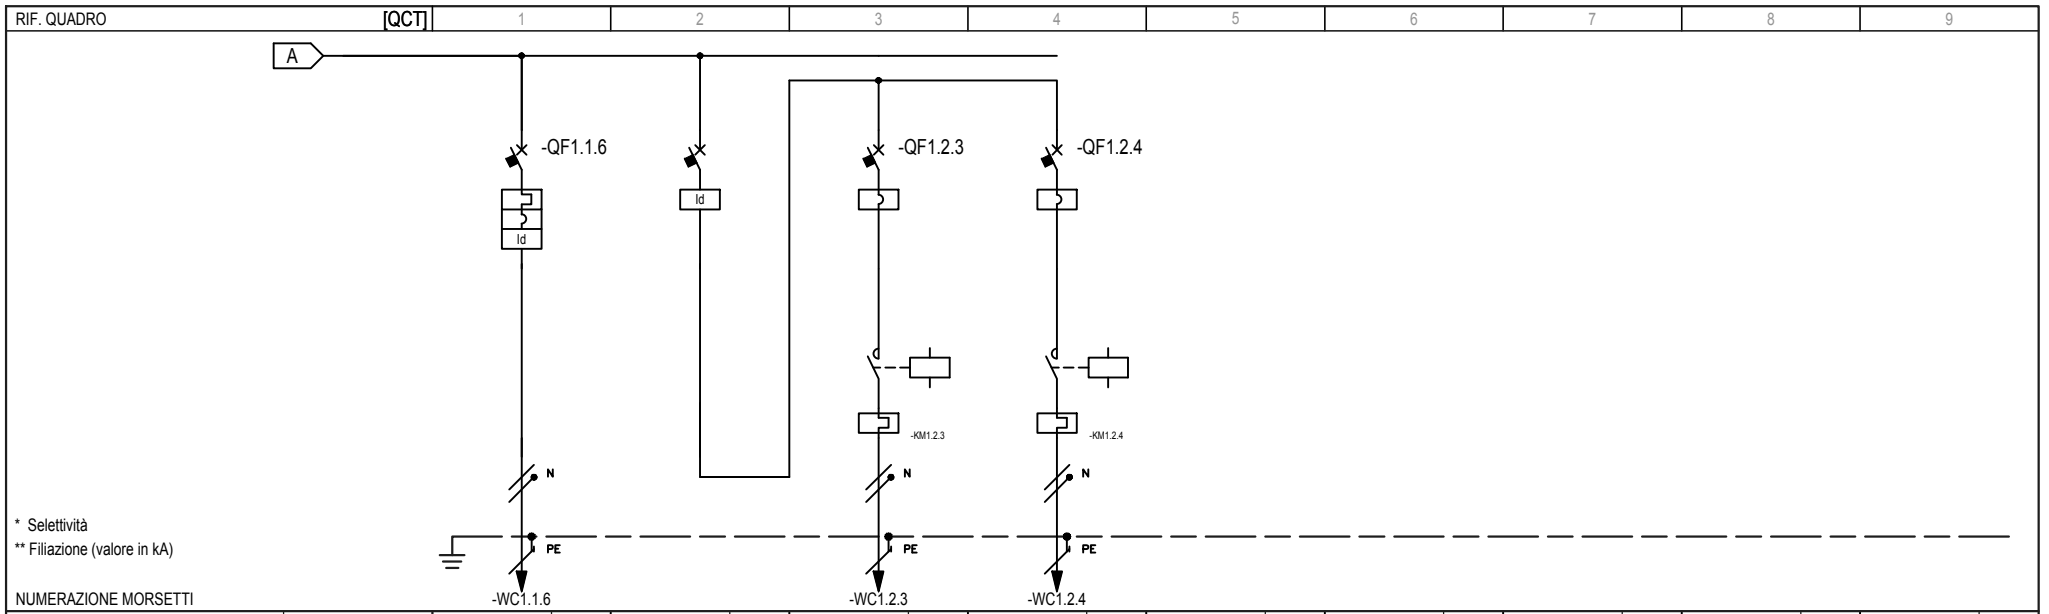 RIF. QUADRO [QCT] 1 2 3 4 5 6 7 8 9
A
-QF1.1.6 -QF1.2.3 -QF1.2.4
Id
Id
-KM1.2.3 -KM1.2.4
N N N
* Selettività
** Filiazione (valore in kA)
PE PE PE
NUMERAZIONE MORSETTI -WC1.1.6 -WC1.2.3 -WC1.2.4